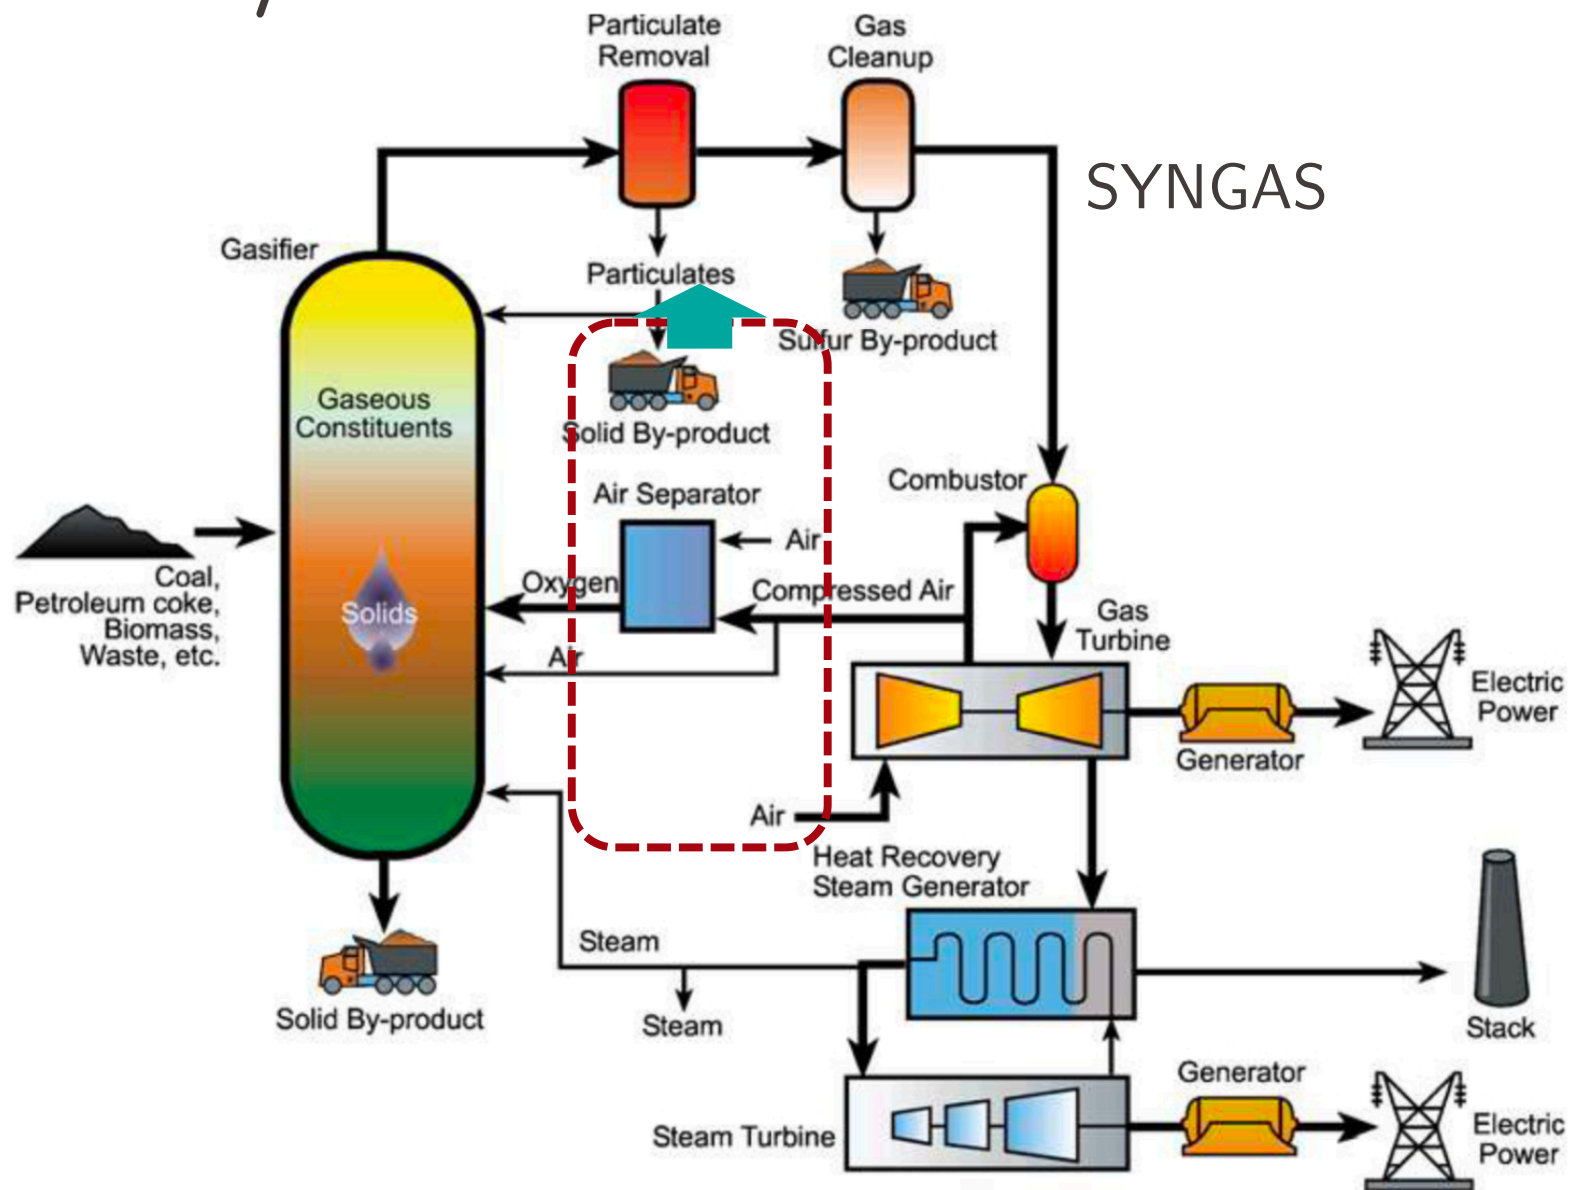 Particulate
Removal
Gas
Cleanup
SYNGAS
Gasifier
Particulates
Sulfur By-product
Gaseous
Constituents
Solid By-product
Combustor
Air Separator
Air
Coal,
Petroleum coke,
Biomass,
Waste, etc.
Solids
Oxygen
Compressed Air
Air
Gas
Turbine
Electric
Power
Generator
Air
Heat Recovery
Steam Generator
Steam
Steam
Solid By-product
Stack
Generator
Steam Turbine
Electric
Power